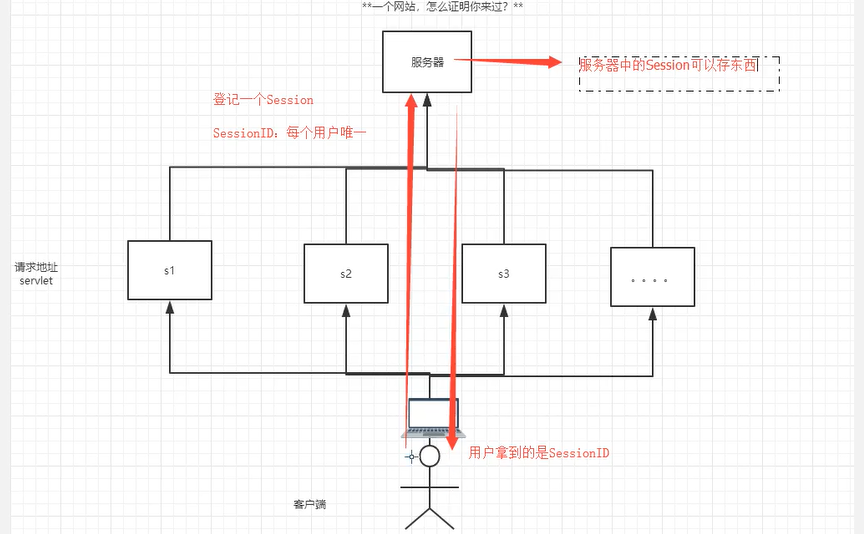 **一个网站，怎么证明你来过？**
服务器
服务器中的Session可以存东西
登记一个Session
SessionID：每个用户唯一
请求地址
servlet
s1
s2
s3
。。。。
用户拿到的是SessionID
客户端